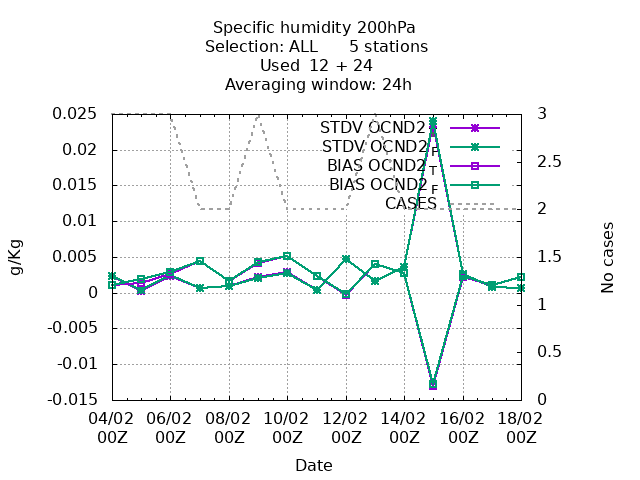 Specific humidity 200hPa
Selection: ALL      5 stations
Used  12 + 24
Averaging window: 24h
g/Kg
0.025
0.02
0.015
0.01
0.005
0
-0.005
-0.01
-0.015
STDV OCND2 T
STDV OCND2 F
BIAS OCND2 T
BIAS OCND2 F
CASES
3
2.5
2
1.5
1
0.5
0
No cases
04/02 06/02 08/02 10/02 12/02 14/02 16/02 18/02
00Z 00Z 00Z 00Z 00Z 00Z 00Z 00Z
Date